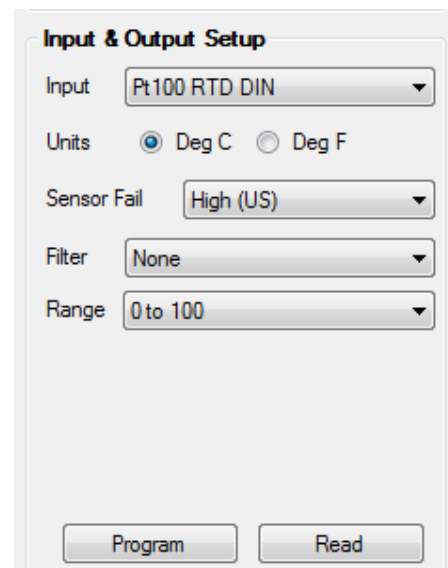 Input & Output Setup
Input Pt100 RTD DIN
Units Deg C Deg F
Sensor Fail High (US)
Filter None
Range 0 to 100
Program Read